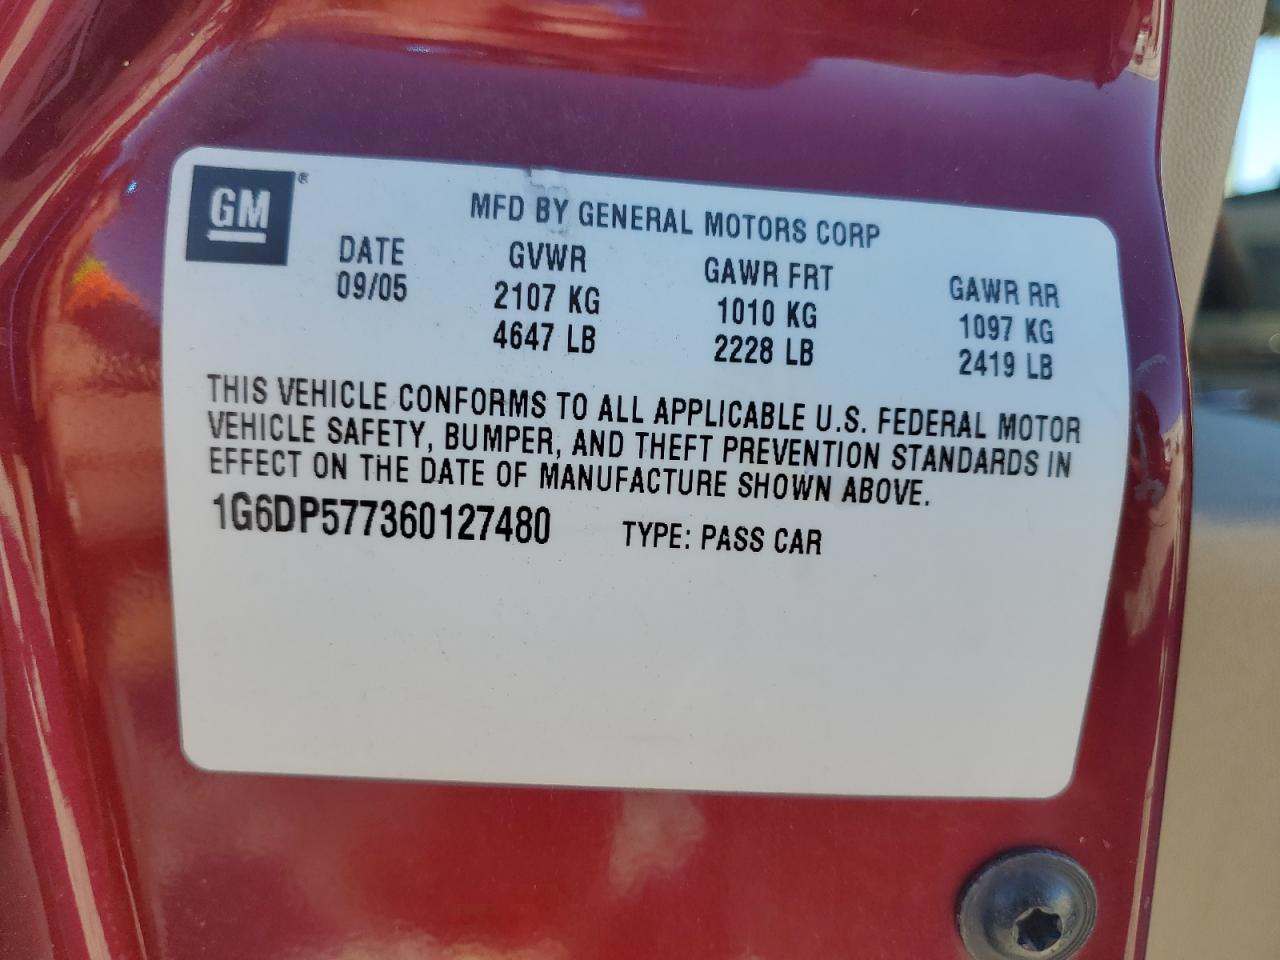 GM®
MFD BY GENERAL MOTORS CORP
DATE GVWR GAWR FRT GAWR RR
09/05 2107 KG 1010 KG 1097 KG
4647 LB 2228 LB 2419 LB
THIS VEHICLE CONFORMS TO ALL APPLICABLE U.S. FEDERAL MOTOR
VEHICLE SAFETY, BUMPER, AND THEFT PREVENTION STANDARDS IN
EFFECT ON THE DATE OF MANUFACTURE SHOWN ABOVE.
1G6DP577360127480 TYPE: PASS CAR